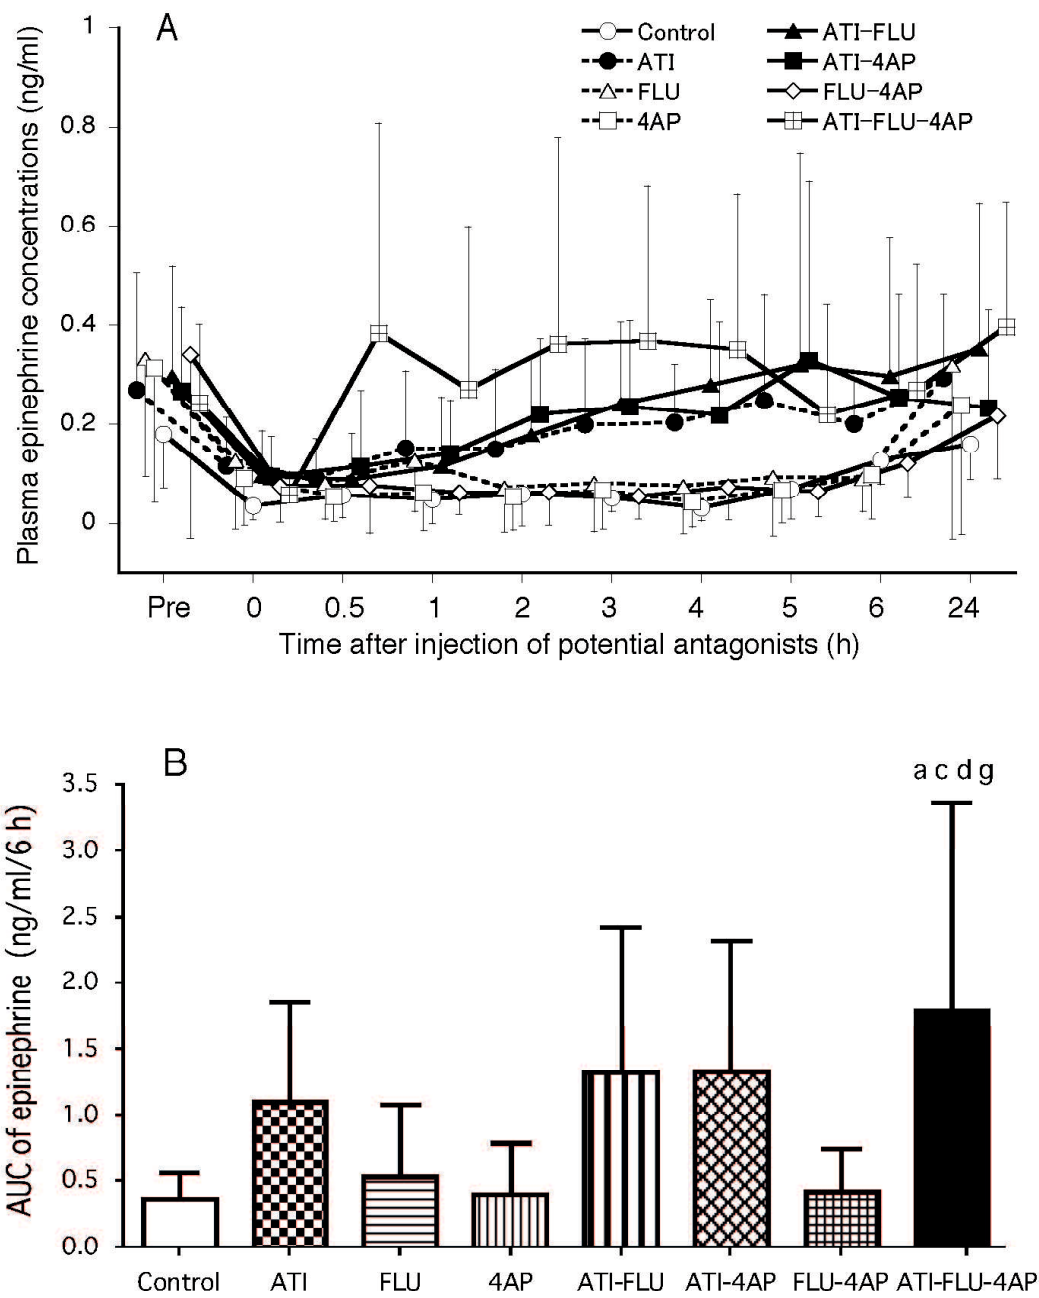 A
Control
ATI
FLU
4AP
ATI-FLU
ATI-4AP
FLU-4AP
ATI-FLU-4AP
Plasma epinephrine concentrations (ng/ml)
1
0.8
0.6
0.4
0.2
0
Pre 0 0.5 1 2 3 4 5 6 24
Time after injection of potential antagonists (h)
B
a c d g
AUC of epinephrine (ng/ml/6 h)
3.5
3.0
2.5
2.0
1.5
1.0
0.5
0.0
Control ATI FLU 4AP ATI-FLU ATI-4AP FLU-4AP ATI-FLU-4AP